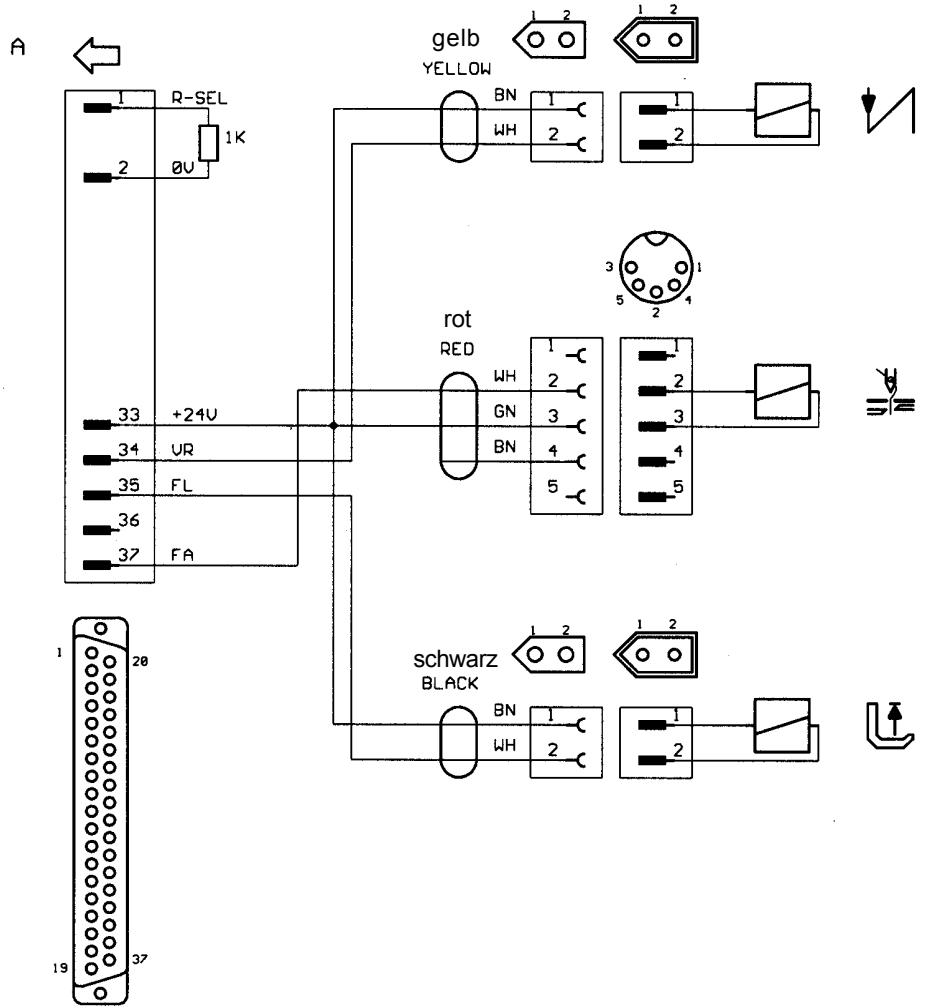 1 2
1 2
A
gelb
YELLOW
1 R-SEL
BN 1 1
1K
WH 2 2
2 0V
3 1
5 4
2
rot
RED
1 1
WH 2 2
33 +24V
GN 3 3
34 VR
BN 4 4
35 FL
5 5
36
37 FA
1 2
1 2
1 20
schwarz
BLACK
BN 1 1
WH 2 2
19 37